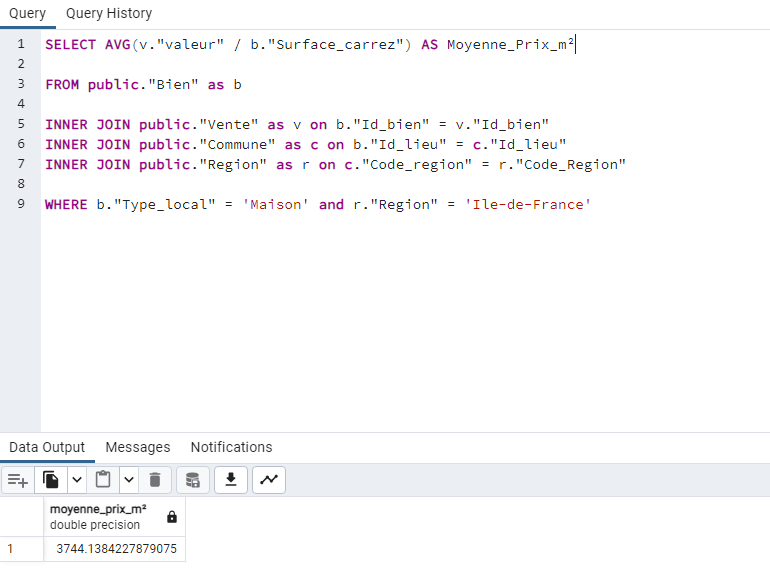 Query Query History
1 SELECT AVG(v."valeur" / b."Surface_carrez") AS Moyenne_Prix_m²
2
3 FROM public."Bien" as b
4
5 INNER JOIN public."Vente" as v on b."Id_bien" = v."Id_bien"
6 INNER JOIN public."Commune" as c on b."Id_lieu" = c."Id_lieu"
7 INNER JOIN public."Region" as r on c."Code_region" = r."Code_Region"
8
9 WHERE b."Type_local" = 'Maison' and r."Region" = 'Ile-de-France'
Data Output Messages Notifications
moyenne_prix_m²
double precision
1 3744.1384227879075